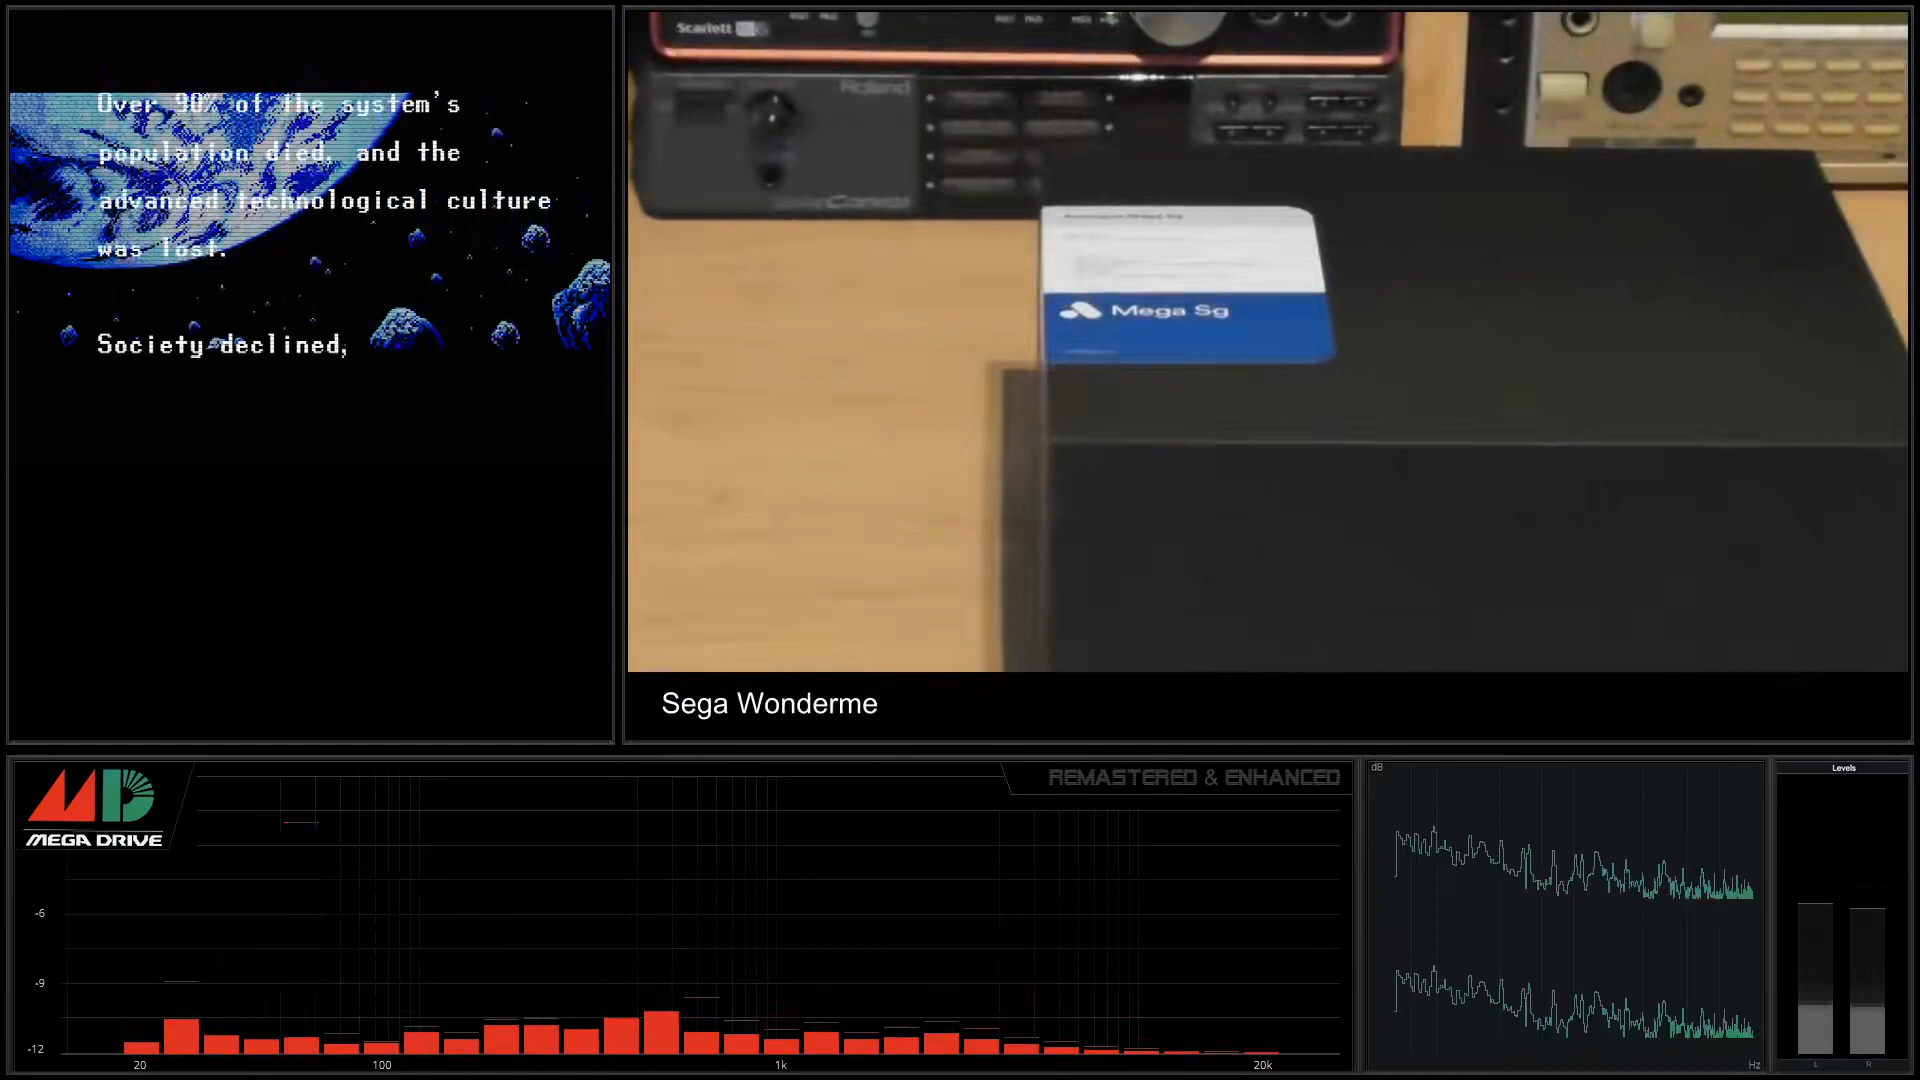 Over 90% of the system's
population died, and the
advanced technological culture
was lost.
Society declined,
Scarlett
Roland
Mega Sg
Sega Wonderme
MEGA DRIVE
REMASTERED & ENHANCED
-6
-9
-12
20
100
1k
20k
dB
Hz
Levels
L
R